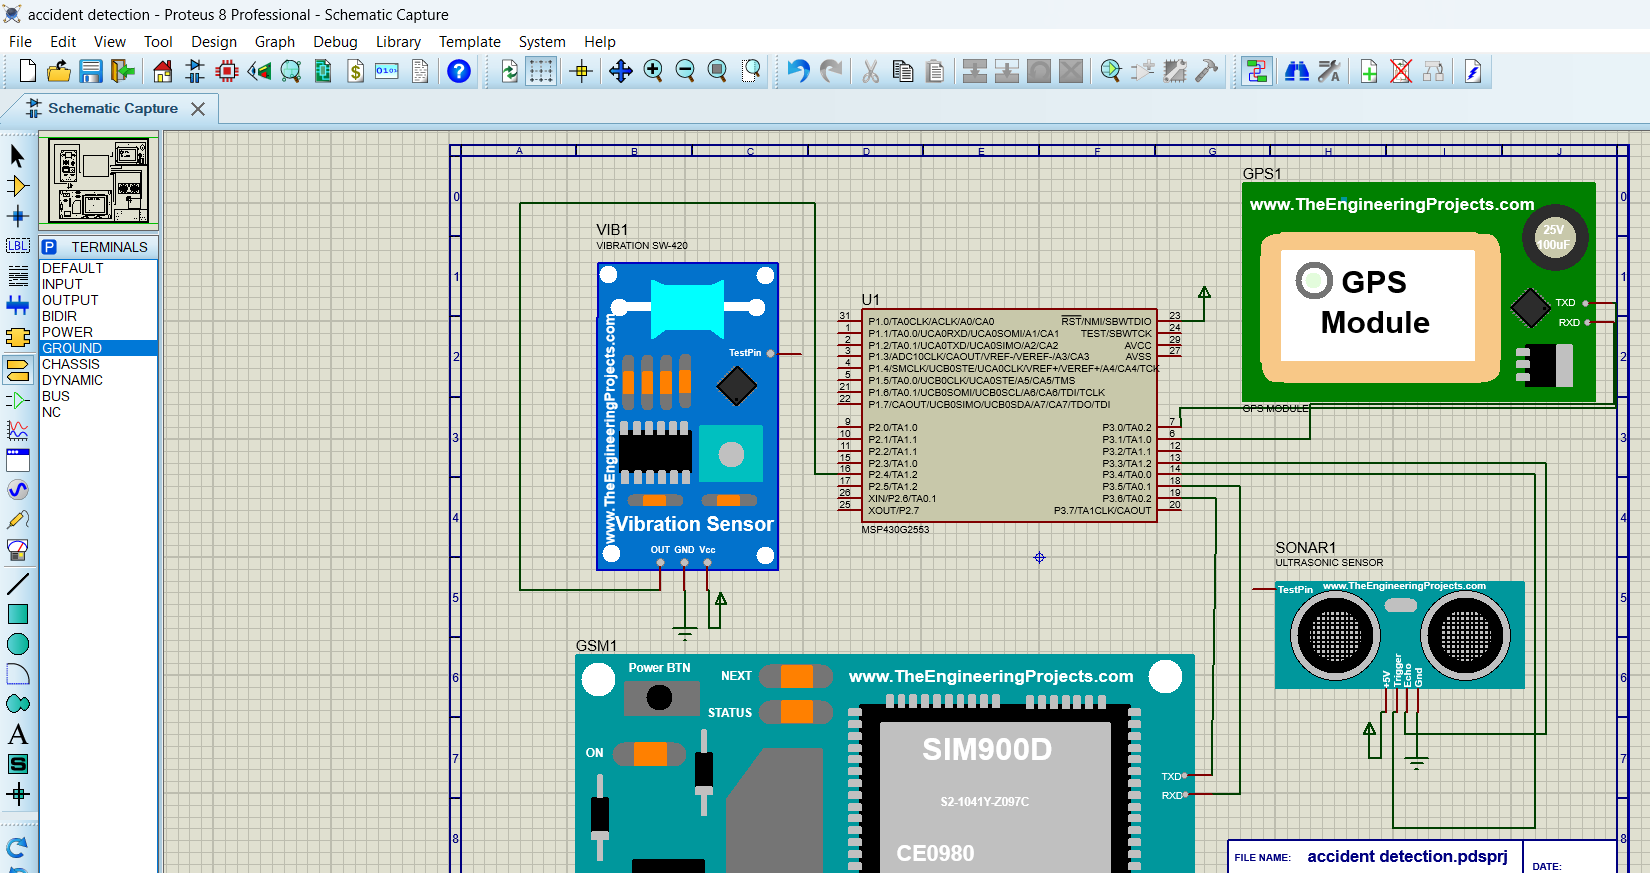 accident detection - Proteus 8 Professional - Schematic Capture
File Edit View Tool Design Graph Debug Library Template System Help
Schematic Capture
TERMINALS
DEFAULT
INPUT
OUTPUT
BIDIR
POWER
GROUND
CHASSIS
DYNAMIC
BUS
NC
A B C D E F G H I J
0 1 2 3 4 5 6 7 8
0 1 2 3 4 5 6 7
VIB1
VIBRATION SW-420
www.TheEngineeringProjects.com
TestPin
Vibration Sensor
OUT GND Vcc
U1
31 P1.0/TA0CLK/ACLK/A0/CA0
1 P1.1/TA0.0/UCA0RXD/UCA0SOMI/A1/CA1
2 P1.2/TA0.1/UCA0TXD/UCA0SIMO/A2/CA2
3 P1.3/ADC10CLK/CAOUT/VREF-/VEREF-/A3/CA3
4 P1.4/SMCLK/UCB0STE/UCA0CLK/VREF+/VEREF+/A4/CA4/TCK
5 P1.5/TA0.0/UCB0CLK/UCA0STE/A5/CA5/TMS
21 P1.6/TA0.1/UCB0SOMI/UCB0SCL/A6/CA6/TDI/TCLK
22 P1.7/CAOUT/UCB0SIMO/UCB0SDA/A7/CA7/TDO/TDI
9 P2.0/TA1.0
10 P2.1/TA1.1
11 P2.2/TA1.1
15 P2.3/TA1.0
16 P2.4/TA1.2
17 P2.5/TA1.2
26 XIN/P2.6/TA0.1
25 XOUT/P2.7
RST/NMI/SBWTDIO 23
TEST/SBWTCK 24
AVCC 29
AVSS 27
P3.0/TA0.2 7
P3.1/TA1.0 6
P3.2/TA1.1 12
P3.3/TA1.2 13
P3.4/TA0.0 14
P3.5/TA0.1 18
P3.6/TA0.2 19
P3.7/TA1CLK/CAOUT 20
MSP430G2553
GPS1
www.TheEngineeringProjects.com
25V
100uF
GPS
Module
TXD
RXD
GPS MODULE
SONAR1
ULTRASONIC SENSOR
TestPin
www.TheEngineeringProjects.com
+5V
Trigger
Echo
Gnd
GSM1
Power BTN
NEXT
STATUS
ON
www.TheEngineeringProjects.com
SIM900D
S2-1041Y-Z097C
CE0980
TXD
RXD
FILE NAME: accident detection.pdsprj
DATE: